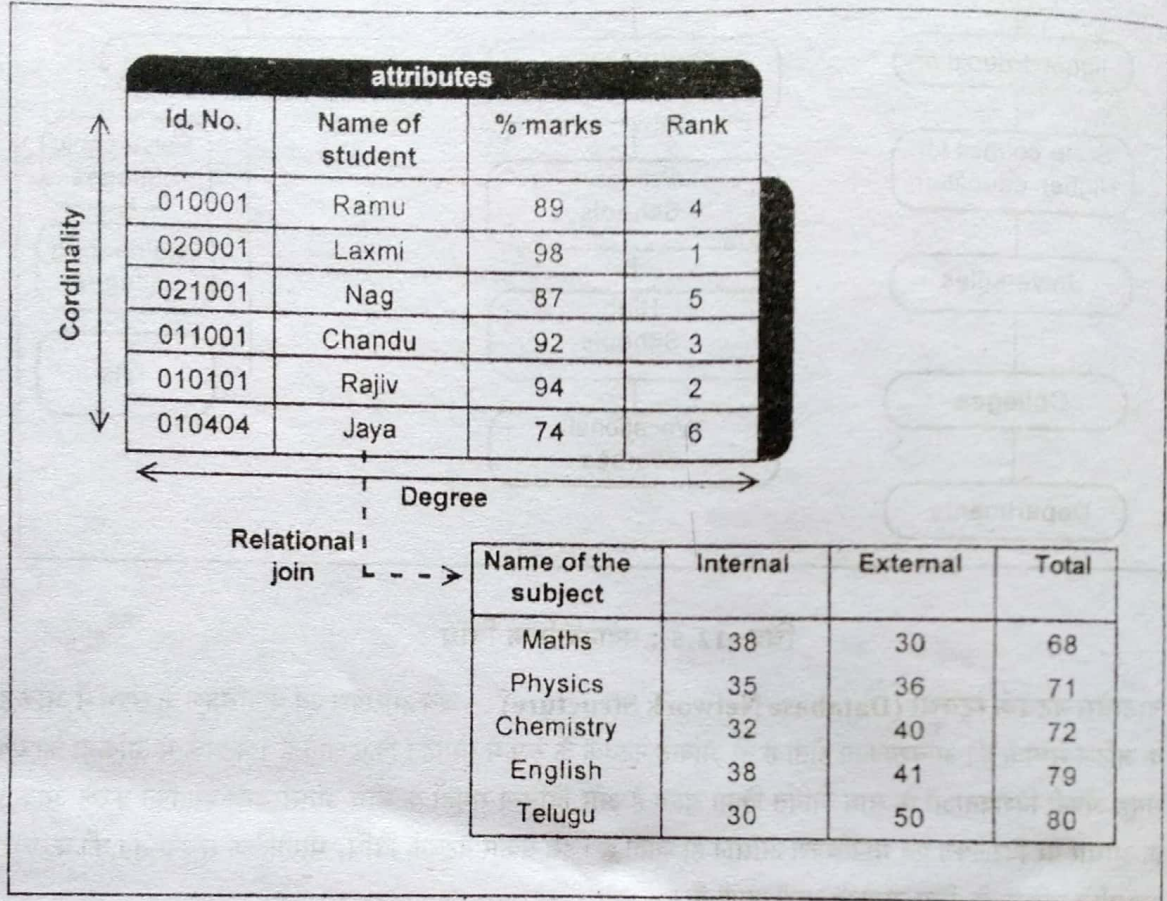 attributes
Id. No. Name of student % marks Rank
010001 Ramu 89 4
020001 Laxmi 98 1
021001 Nag 87 5
011001 Chandu 92 3
010101 Rajiv 94 2
010404 Jaya 74 6
Cordinality
Degree
Relational
join
Name of the subject Internal External Total
Maths 38 30 68
Physics 35 36 71
Chemistry 32 40 72
English 38 41 79
Telugu 30 50 80